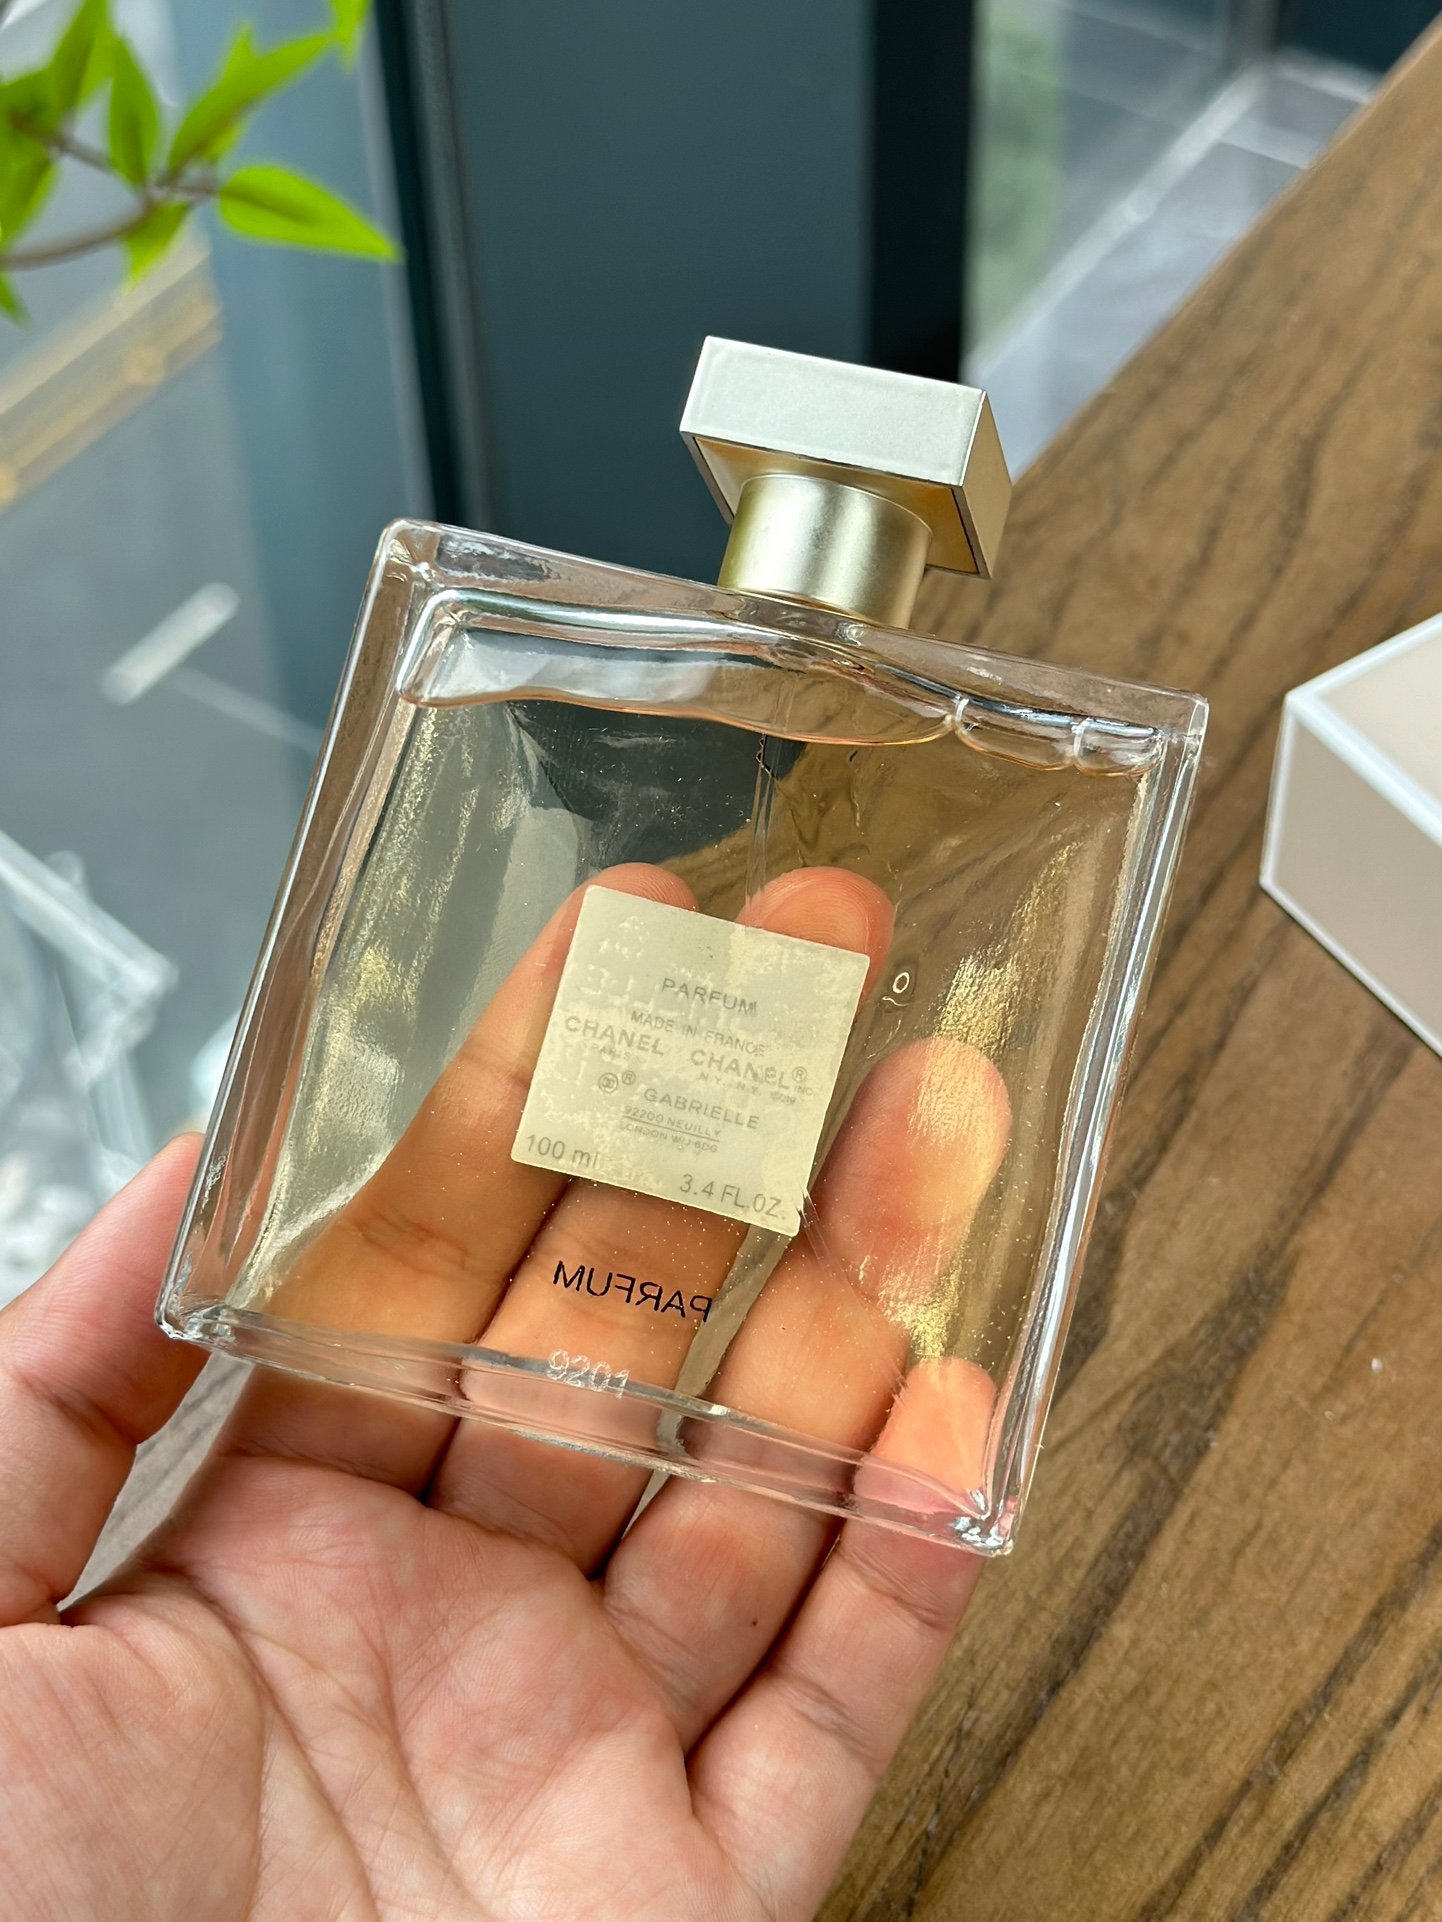 PARFUM
MADE IN FRANCE
CHANEL CHANEL®
PARIS N.Y., N.Y. INC.
® GABRIELLE
92200 NEUILLY
LONDON W1J 6DG
100 ml
3.4 FL.OZ.
PARFUM
9201